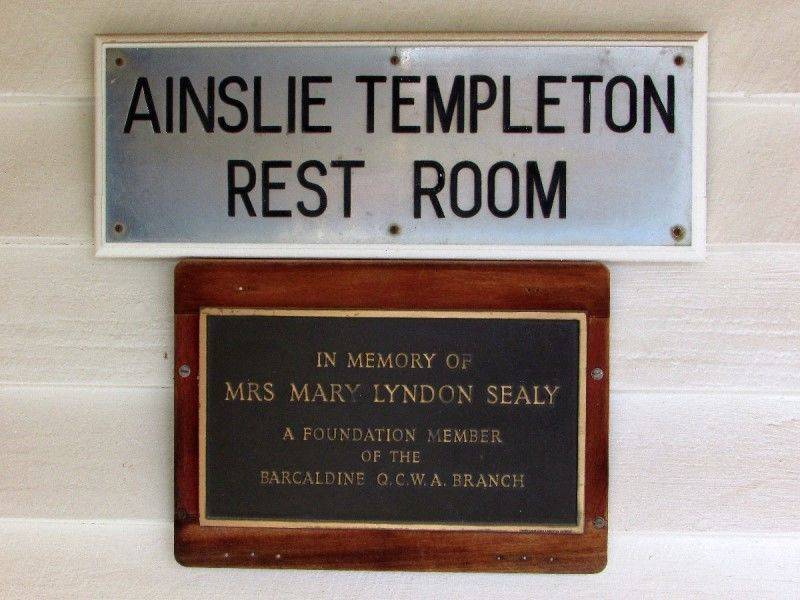 AINSLIE TEMPLETON
REST ROOM
IN MEMORY OF
MRS MARY LYNDON SEALY
A FOUNDATION MEMBER
OF THE
BARCALDINE Q.C.W.A. BRANCH